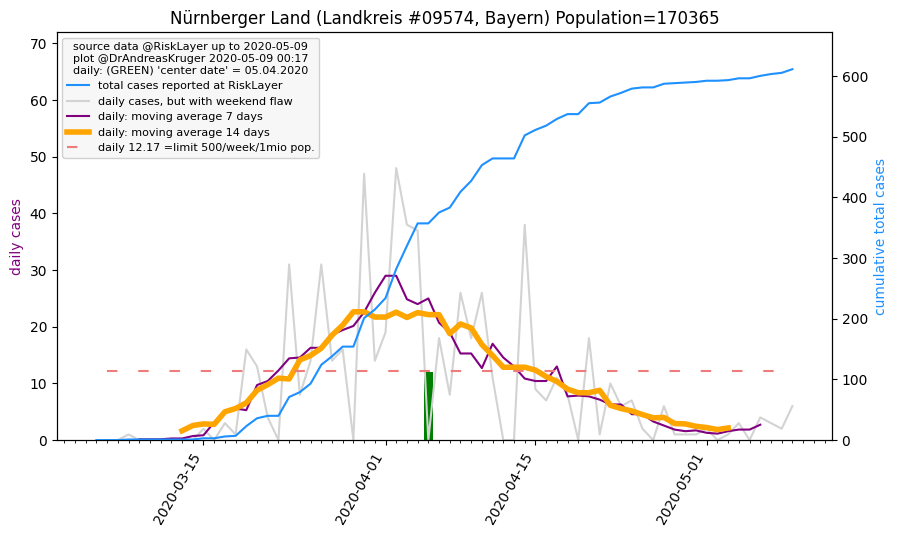 Nürnberger Land (Landkreis #09574, Bayern) Population=170365
source data @RiskLayer up to 2020-05-09
plot @DrAndreasKruger 2020-05-09 00:17
daily: (GREEN) 'center date' = 05.04.2020
total cases reported at RiskLayer
daily cases, but with weekend flaw
daily: moving average 7 days
daily: moving average 14 days
daily 12.17 =limit 500/week/1mio pop.
daily cases
70
60
50
40
30
20
10
0
cumulative total cases
600
500
400
300
200
100
0
2020-03-15
2020-04-01
2020-04-15
2020-05-01